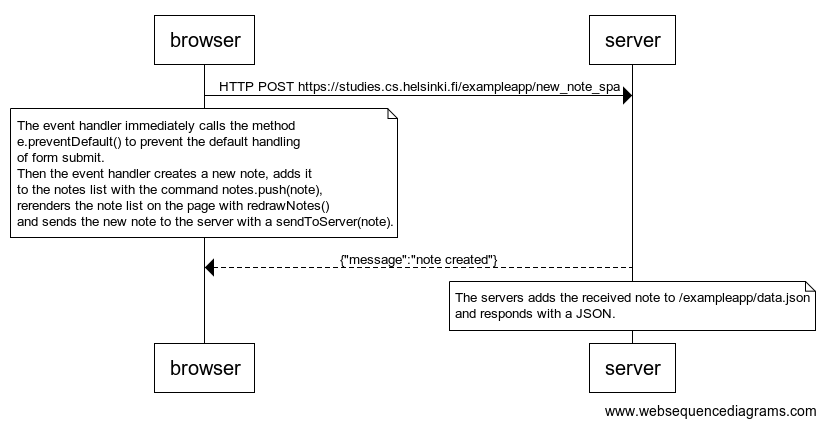 browser
server
HTTP POST https://studies.cs.helsinki.fi/exampleapp/new_note_spa
The event handler immediately calls the method
e.preventDefault() to prevent the default handling
of form submit.
Then the event handler creates a new note, adds it
to the notes list with the command notes.push(note),
rerenders the note list on the page with redrawNotes()
and sends the new note to the server with a sendToServer(note).
{"message":"note created"}
The servers adds the received note to /exampleapp/data.json
and responds with a JSON.
browser
server
www.websequencediagrams.com